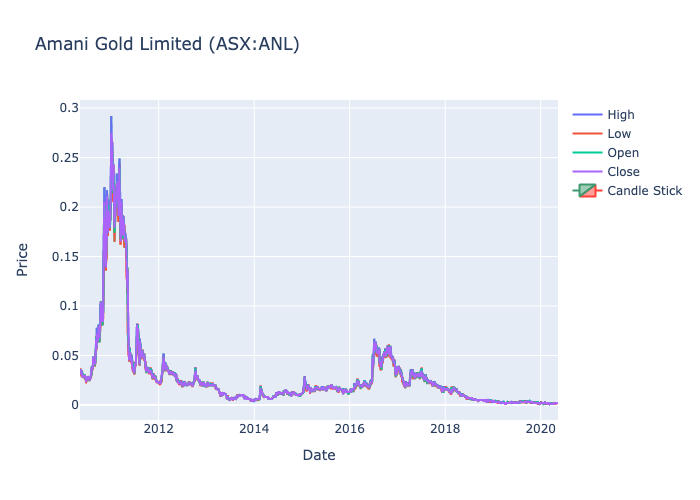 Amani Gold Limited (ASX:ANL)
0.3
0.25
0.2
0.15
0.1
0.05
0
Price
2012 2014 2016 2018 2020
Date
High
Low
Open
Close
Candle Stick